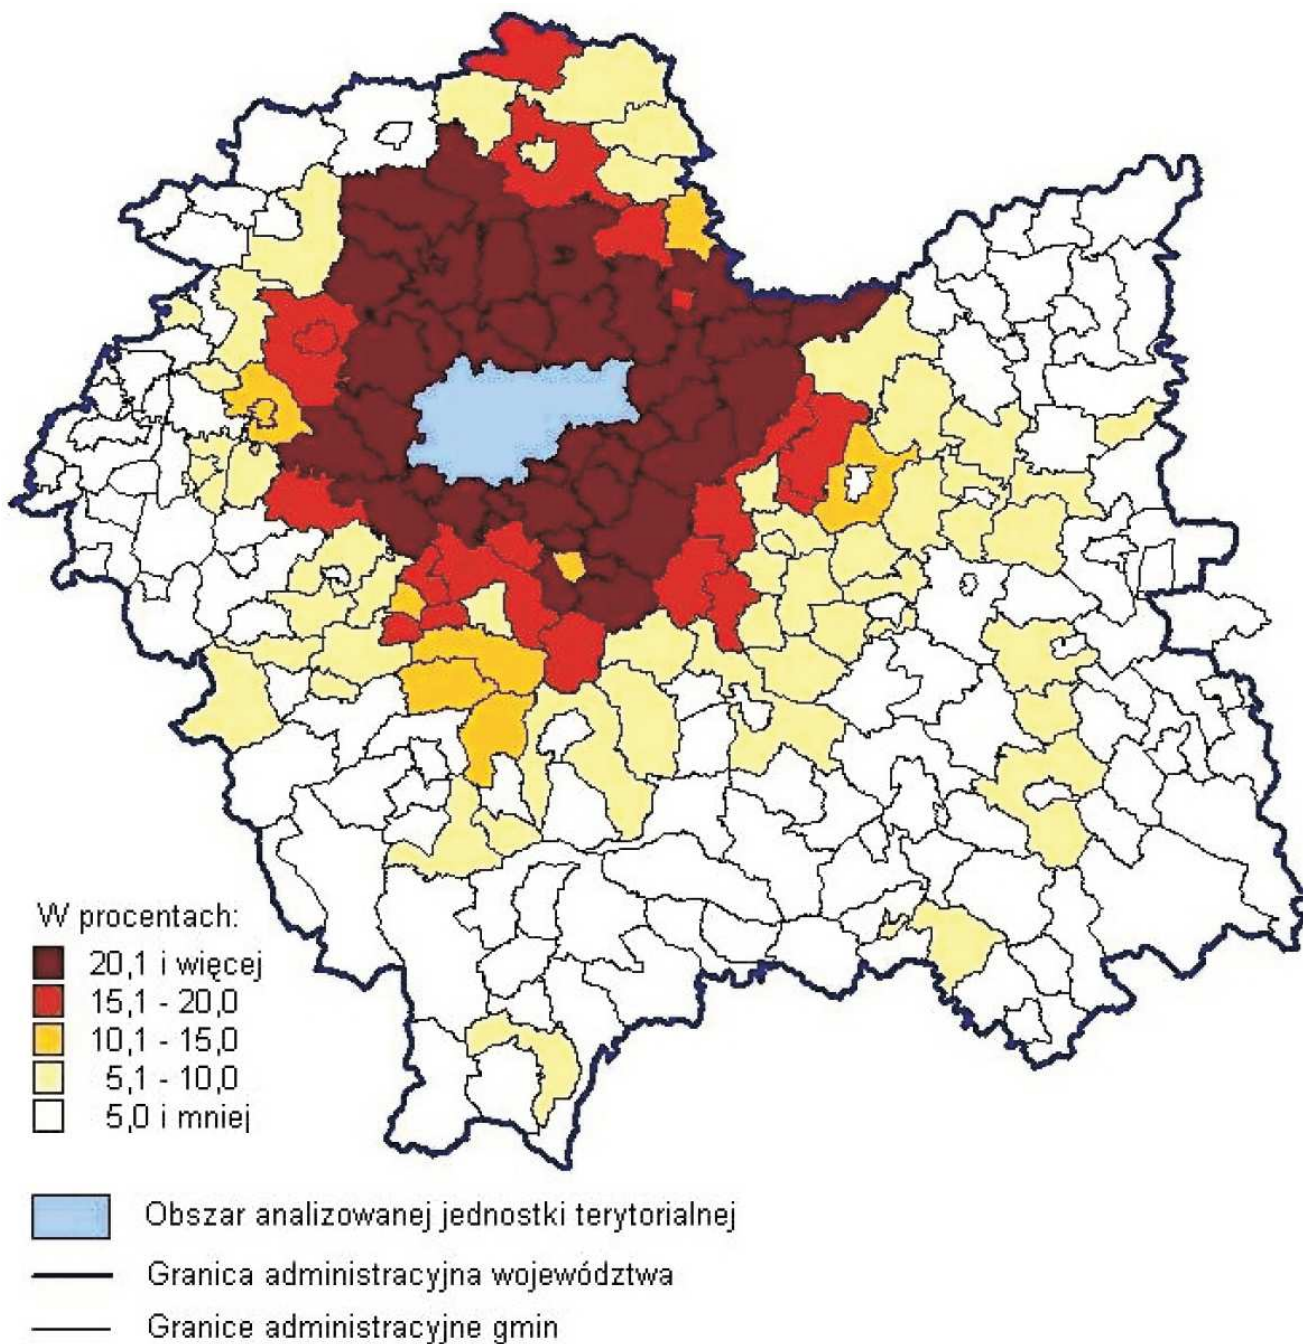 W procentach:
20,1 i więcej
15,1 - 20,0
10,1 - 15,0
5,1 - 10,0
5,0 i mniej
Obszar analizowanej jednostki terytorialnej
Granica administracyjna województwa
Granice administracyjne gmin